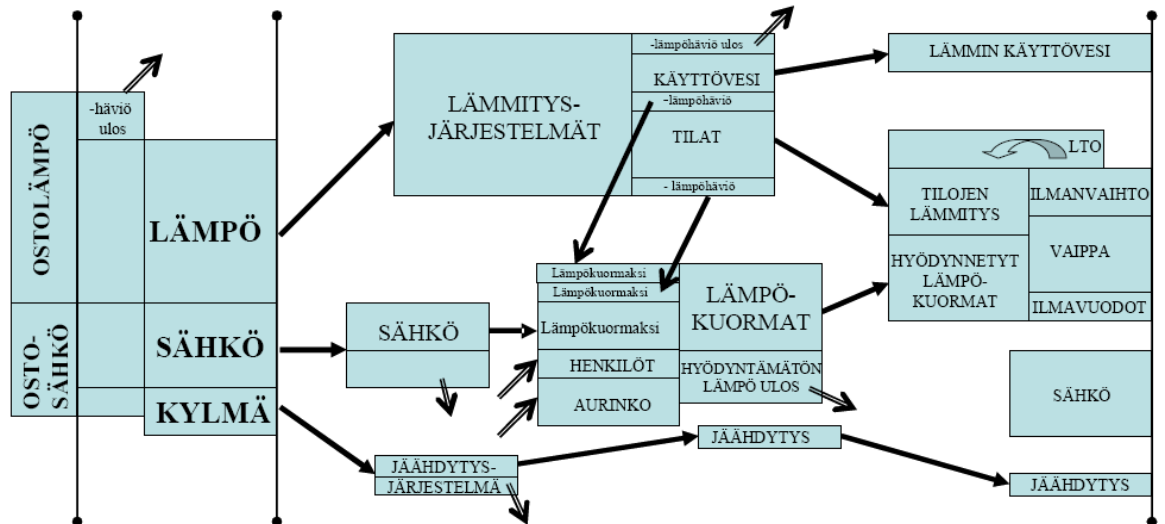 OSTOLÄMPÖ
OSTO-
SÄHKÖ
-häviö
ulos
LÄMPÖ
SÄHKÖ
KYLMÄ
LÄMMITYS-
JÄRJESTELMÄT
-lämpöhäviö ulos
KÄYTTÖVESI
-lämpöhäviö
TILAT
- lämpöhäviö
SÄHKÖ
Lämpökuormaksi
Lämpökuormaksi
Lämpökuormaksi
HENKILÖT
AURINKO
LÄMPÖ-
KUORMAT
HYÖDYNTÄMÄTÖN
LÄMPÖ ULOS
JÄÄHDYTYS-
JÄRJESTELMÄ
JÄÄHDYTYS
LÄMMIN KÄYTTÖVESI
LTO
TILOJEN
LÄMMITYS
HYÖDYNNETYT
LÄMPÖ-
KUORMAT
ILMANVAIHTO
VAIPPA
ILMAVUODOT
SÄHKÖ
JÄÄHDYTYS